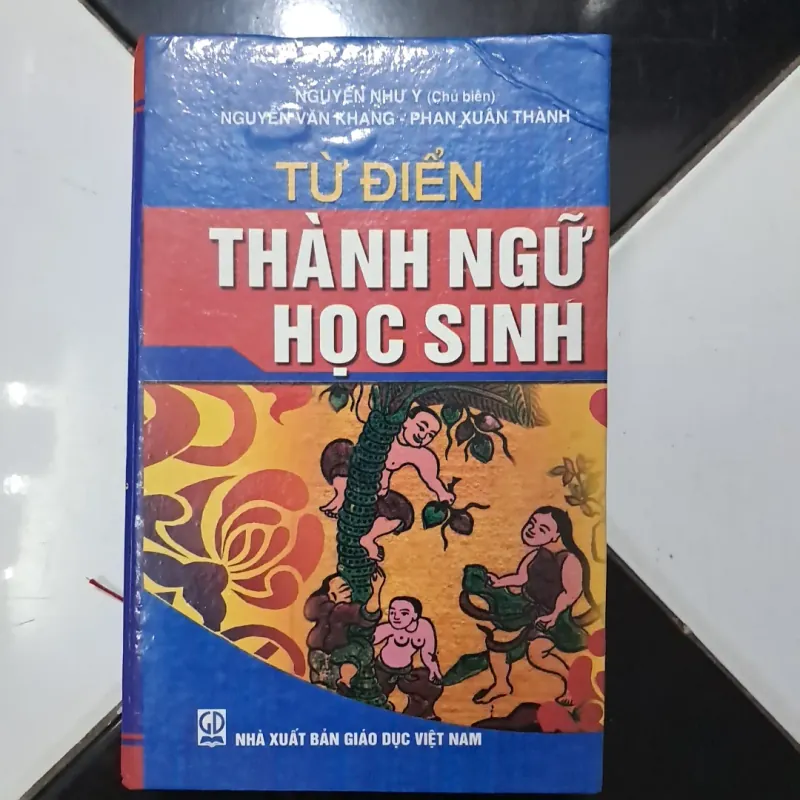 NGUYỄN NHƯ Ý (Chủ biên)
NGUYỄN VĂN KHANG - PHAN XUÂN THÀNH
TỪ ĐIỂN
THÀNH NGỮ
HỌC SINH
GD
NHÀ XUẤT BẢN GIÁO DỤC VIỆT NAM